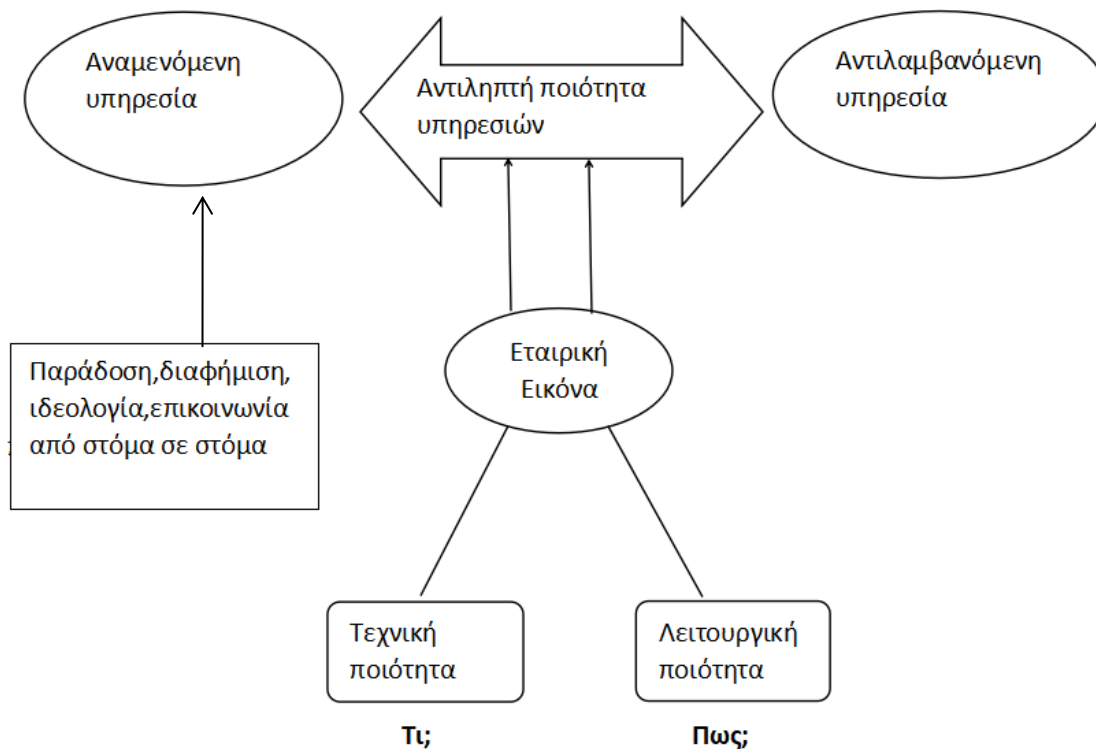 Αναμενόμενη
υπηρεσία
Αντιληπτή ποιότητα
υπηρεσιών
Αντιλαμβανόμενη
υπηρεσία
Παράδοση,διαφήμιση,
ιδεολογία,επικοινωνία
από στόμα σε στόμα
Εταιρική
Εικόνα
Τεχνική
ποιότητα
Λειτουργική
ποιότητα
Τι;
Πως;